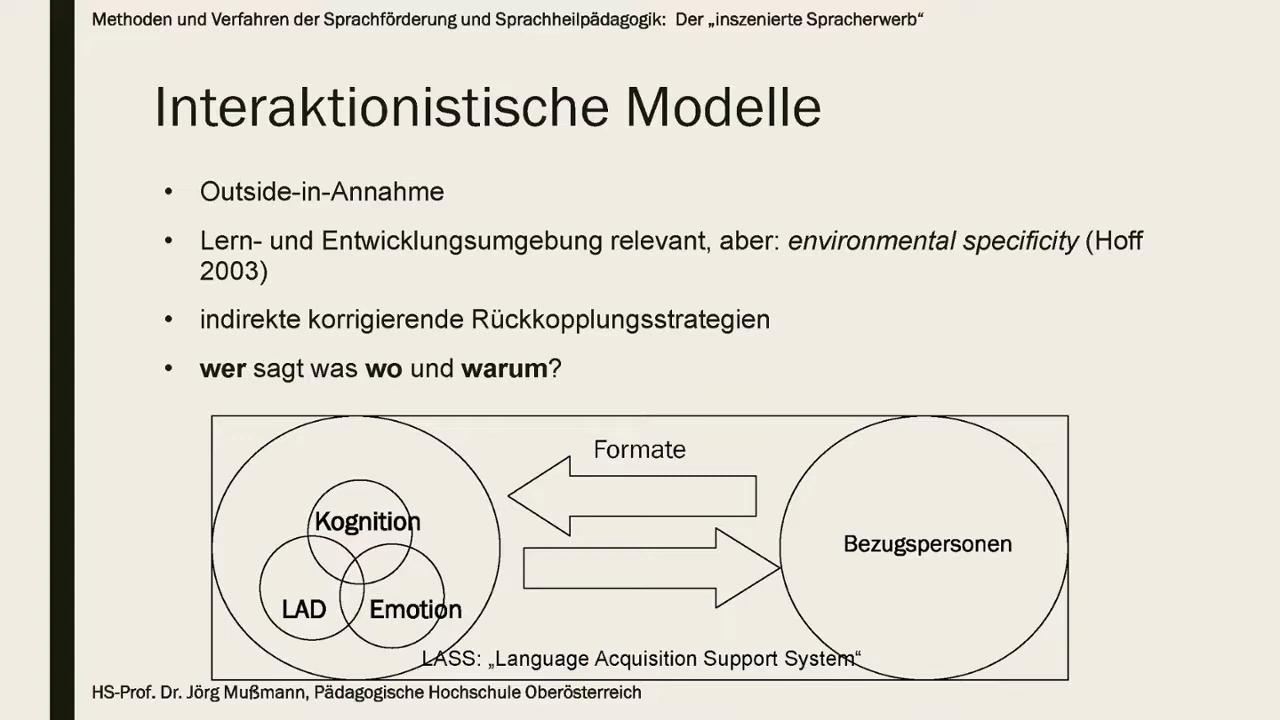 Methoden und Verfahren der Sprachförderung und Sprachheilpädagogik: Der „inszenierte Spracherwerb“
Interaktionistische Modelle
• Outside-in-Annahme
• Lern- und Entwicklungsumgebung relevant, aber: environmental specificity (Hoff
2003)
• indirekte korrigierende Rückkopplungsstrategien
• wer sagt was wo und warum?
Formate
Kognition
Bezugspersonen
LAD
Emotion
LASS: „Language Acquisition Support System“
HS-Prof. Dr. Jörg Mußmann, Pädagogische Hochschule Oberösterreich